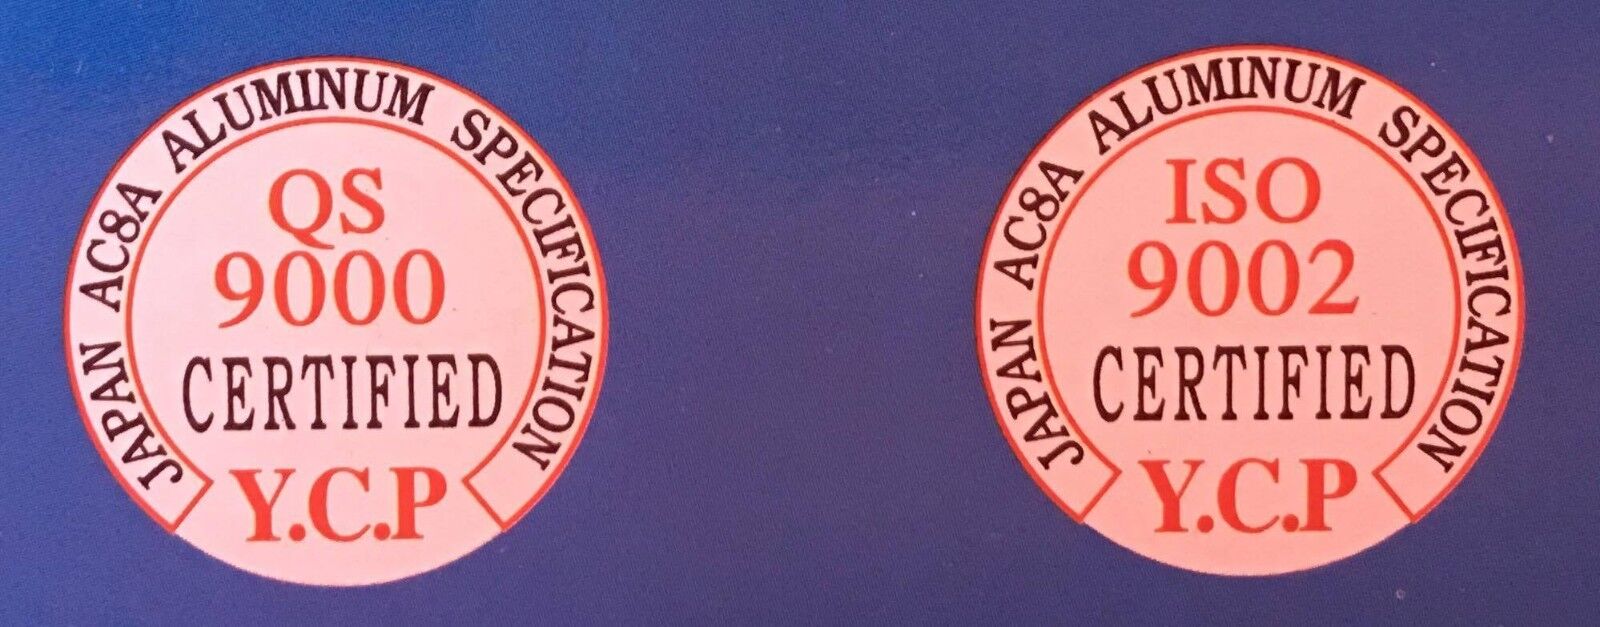 JAPAN AC8A ALUMINUM SPECIFICATION
QS
9000
CERTIFIED
Y.C.P
JAPAN AC8A ALUMINUM SPECIFICATION
ISO
9002
CERTIFIED
Y.C.P